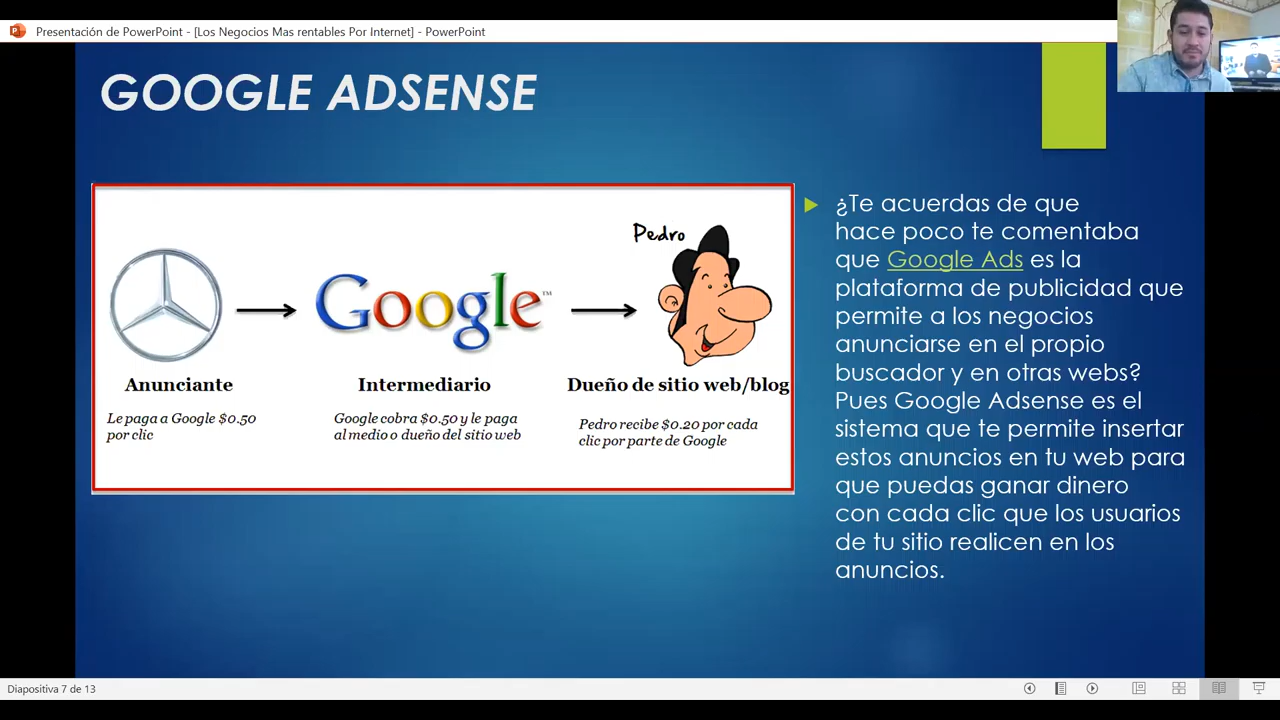 Presentación de PowerPoint - [Los Negocios Mas rentables Por Internet] - PowerPoint
GOOGLE ADSENSE
Pedro
Google™
Anunciante
Le paga a Google $0.50
por clic
Intermediario
Google cobra $0.50 y le paga
al medio o dueño del sitio web
Dueño de sitio web/blog
Pedro recibe $0.20 por cada
clic por parte de Google
¿Te acuerdas de que
hace poco te comentaba
que Google Ads es la
plataforma de publicidad que
permite a los negocios
anunciarse en el propio
buscador y en otras webs?
Pues Google Adsense es el
sistema que te permite insertar
estos anuncios en tu web para
que puedas ganar dinero
con cada clic que los usuarios
de tu sitio realicen en los
anuncios.
Diapositiva 7 de 13